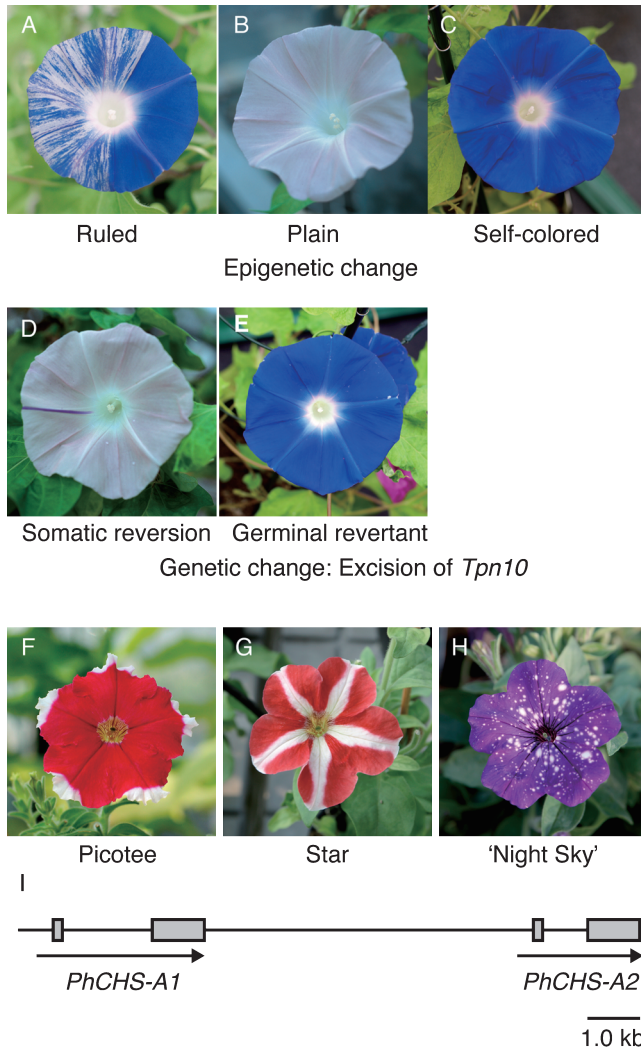 A
B
C
Ruled
Plain
Self-colored
Epigenetic change
D
E
Somatic reversion
Germinal revertant
Genetic change: Excision of Tpn10
F
G
H
Picotee
Star
‘Night Sky’
I
PhCHS-A1
PhCHS-A2
1.0 kb